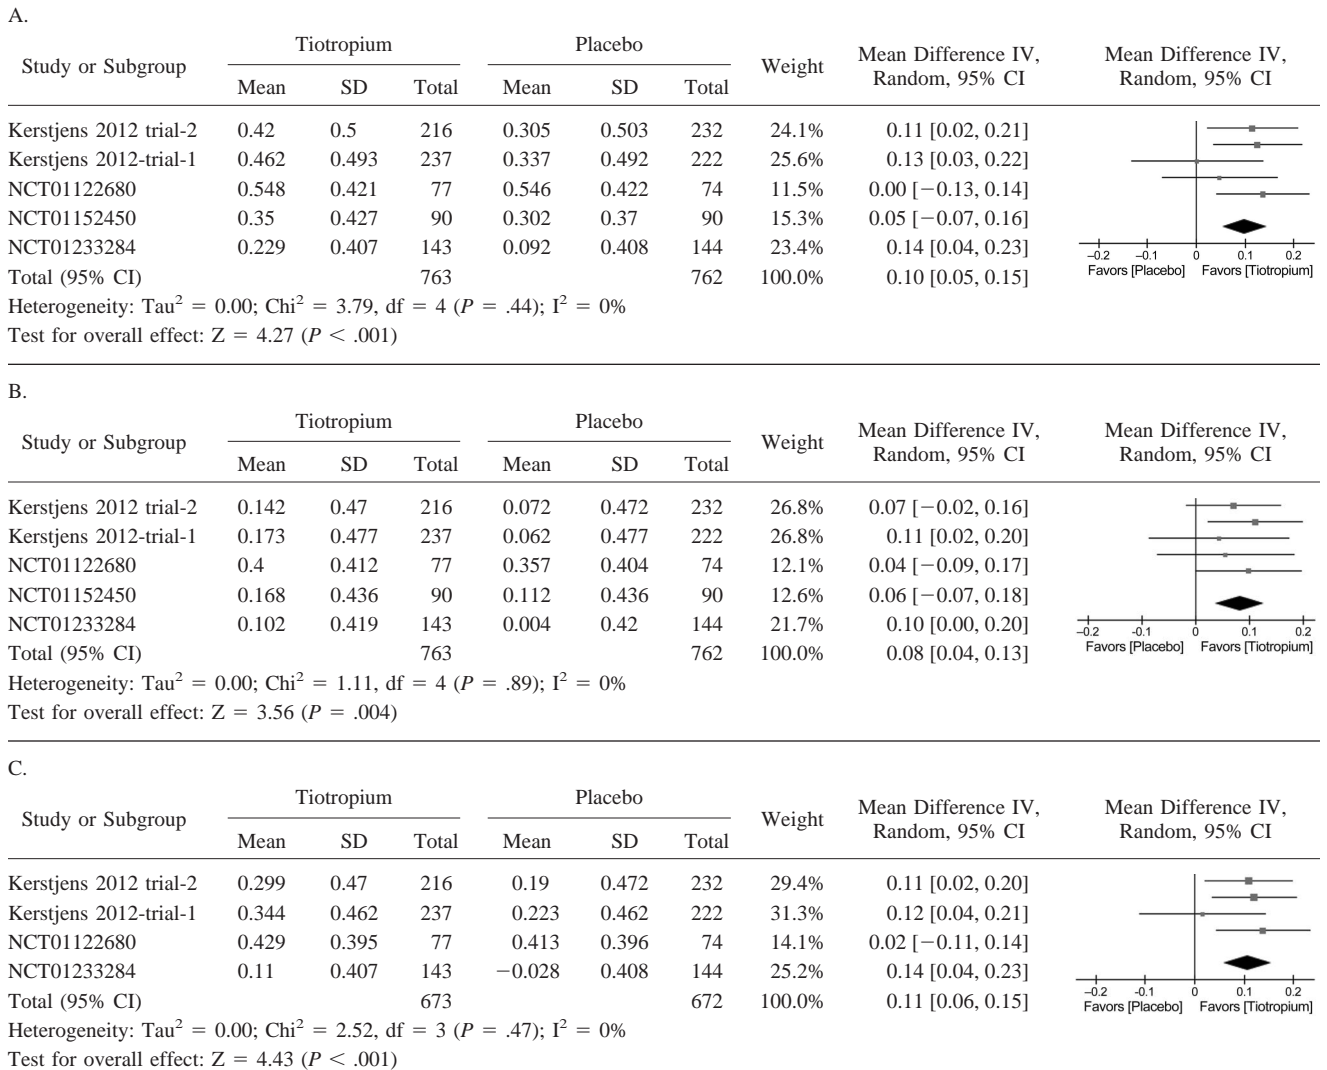 A.
Study or Subgroup Tiotropium Placebo Weight Mean Difference IV, Random, 95% CI Mean Difference IV, Random, 95% CI
Mean SD Total Mean SD Total
Kerstjens 2012 trial-2 0.42 0.5 216 0.305 0.503 232 24.1% 0.11 [0.02, 0.21]
Kerstjens 2012-trial-1 0.462 0.493 237 0.337 0.492 222 25.6% 0.13 [0.03, 0.22]
NCT01122680 0.548 0.421 77 0.546 0.422 74 11.5% 0.00 [−0.13, 0.14]
NCT01152450 0.35 0.427 90 0.302 0.37 90 15.3% 0.05 [−0.07, 0.16]
NCT01233284 0.229 0.407 143 0.092 0.408 144 23.4% 0.14 [0.04, 0.23]
Total (95% CI) 763 762 100.0% 0.10 [0.05, 0.15]
–0.2 –0.1 0 0.1 0.2
Favors [Placebo] Favors [Tiotropium]
Heterogeneity: Tau² = 0.00; Chi² = 3.79, df = 4 (P = .44); I² = 0%
Test for overall effect: Z = 4.27 (P < .001)
B.
Study or Subgroup Tiotropium Placebo Weight Mean Difference IV, Random, 95% CI Mean Difference IV, Random, 95% CI
Mean SD Total Mean SD Total
Kerstjens 2012 trial-2 0.142 0.47 216 0.072 0.472 232 26.8% 0.07 [−0.02, 0.16]
Kerstjens 2012-trial-1 0.173 0.477 237 0.062 0.477 222 26.8% 0.11 [0.02, 0.20]
NCT01122680 0.4 0.412 77 0.357 0.404 74 12.1% 0.04 [−0.09, 0.17]
NCT01152450 0.168 0.436 90 0.112 0.436 90 12.6% 0.06 [−0.07, 0.18]
NCT01233284 0.102 0.419 143 0.004 0.42 144 21.7% 0.10 [0.00, 0.20]
Total (95% CI) 763 762 100.0% 0.08 [0.04, 0.13]
–0.2 -0.1 0 0.1 0.2
Favors [Placebo] Favors [Tiotropium]
Heterogeneity: Tau² = 0.00; Chi² = 1.11, df = 4 (P = .89); I² = 0%
Test for overall effect: Z = 3.56 (P = .004)
C.
Study or Subgroup Tiotropium Placebo Weight Mean Difference IV, Random, 95% CI Mean Difference IV, Random, 95% CI
Mean SD Total Mean SD Total
Kerstjens 2012 trial-2 0.299 0.47 216 0.19 0.472 232 29.4% 0.11 [0.02, 0.20]
Kerstjens 2012-trial-1 0.344 0.462 237 0.223 0.462 222 31.3% 0.12 [0.04, 0.21]
NCT01122680 0.429 0.395 77 0.413 0.396 74 14.1% 0.02 [−0.11, 0.14]
NCT01233284 0.11 0.407 143 −0.028 0.408 144 25.2% 0.14 [0.04, 0.23]
Total (95% CI) 673 672 100.0% 0.11 [0.06, 0.15]
–0.2 -0.1 0 0.1 0.2
Favors [Placebo] Favors [Tiotropium]
Heterogeneity: Tau² = 0.00; Chi² = 2.52, df = 3 (P = .47); I² = 0%
Test for overall effect: Z = 4.43 (P < .001)